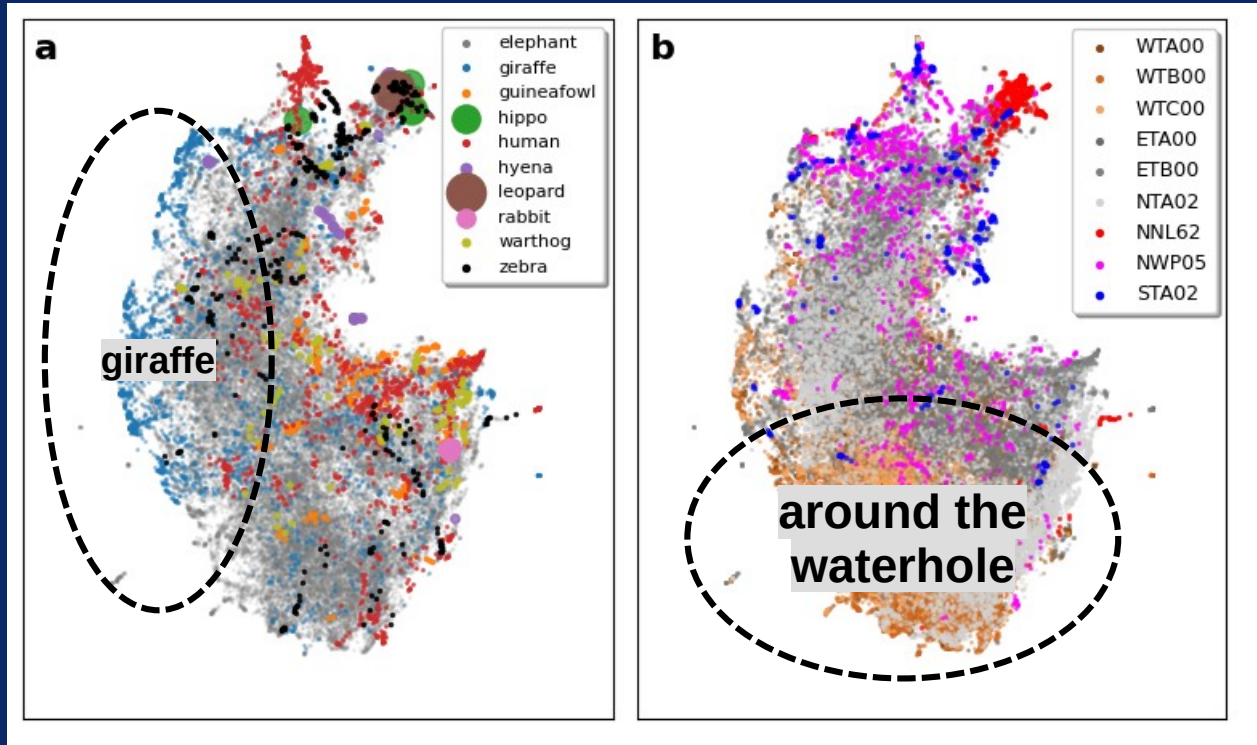 a
elephant
giraffe
guineafowl
hippo
human
hyena
leopard
rabbit
warthog
zebra
giraffe
b
WTA00
WTB00
WTC00
ETA00
ETB00
NTA02
NNL62
NWP05
STA02
around the
waterhole